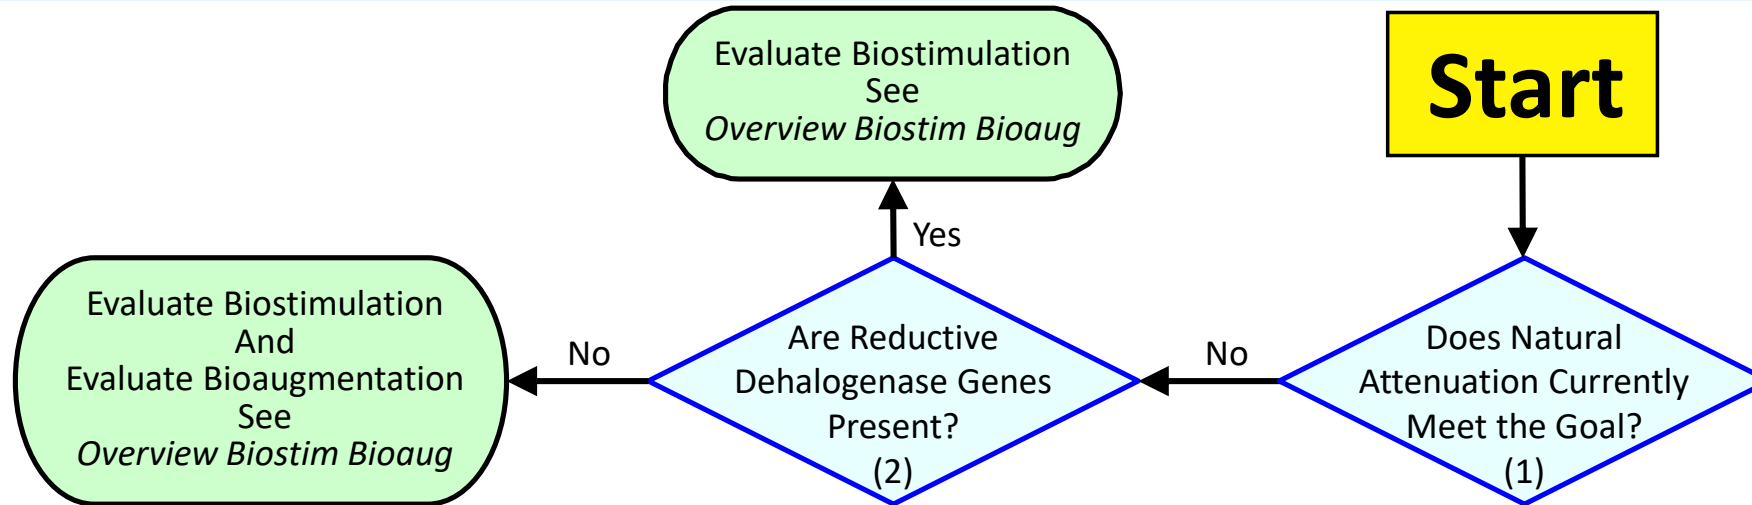 Evaluate Biostimulation
See
Overview Biostim Bioaug
Start
Yes
Evaluate Biostimulation
And
Evaluate Bioaugmentation
See
Overview Biostim Bioaug
No
Are Reductive
Dehalogenase Genes
Present?
(2)
No
Does Natural
Attenuation Currently
Meet the Goal?
(1)